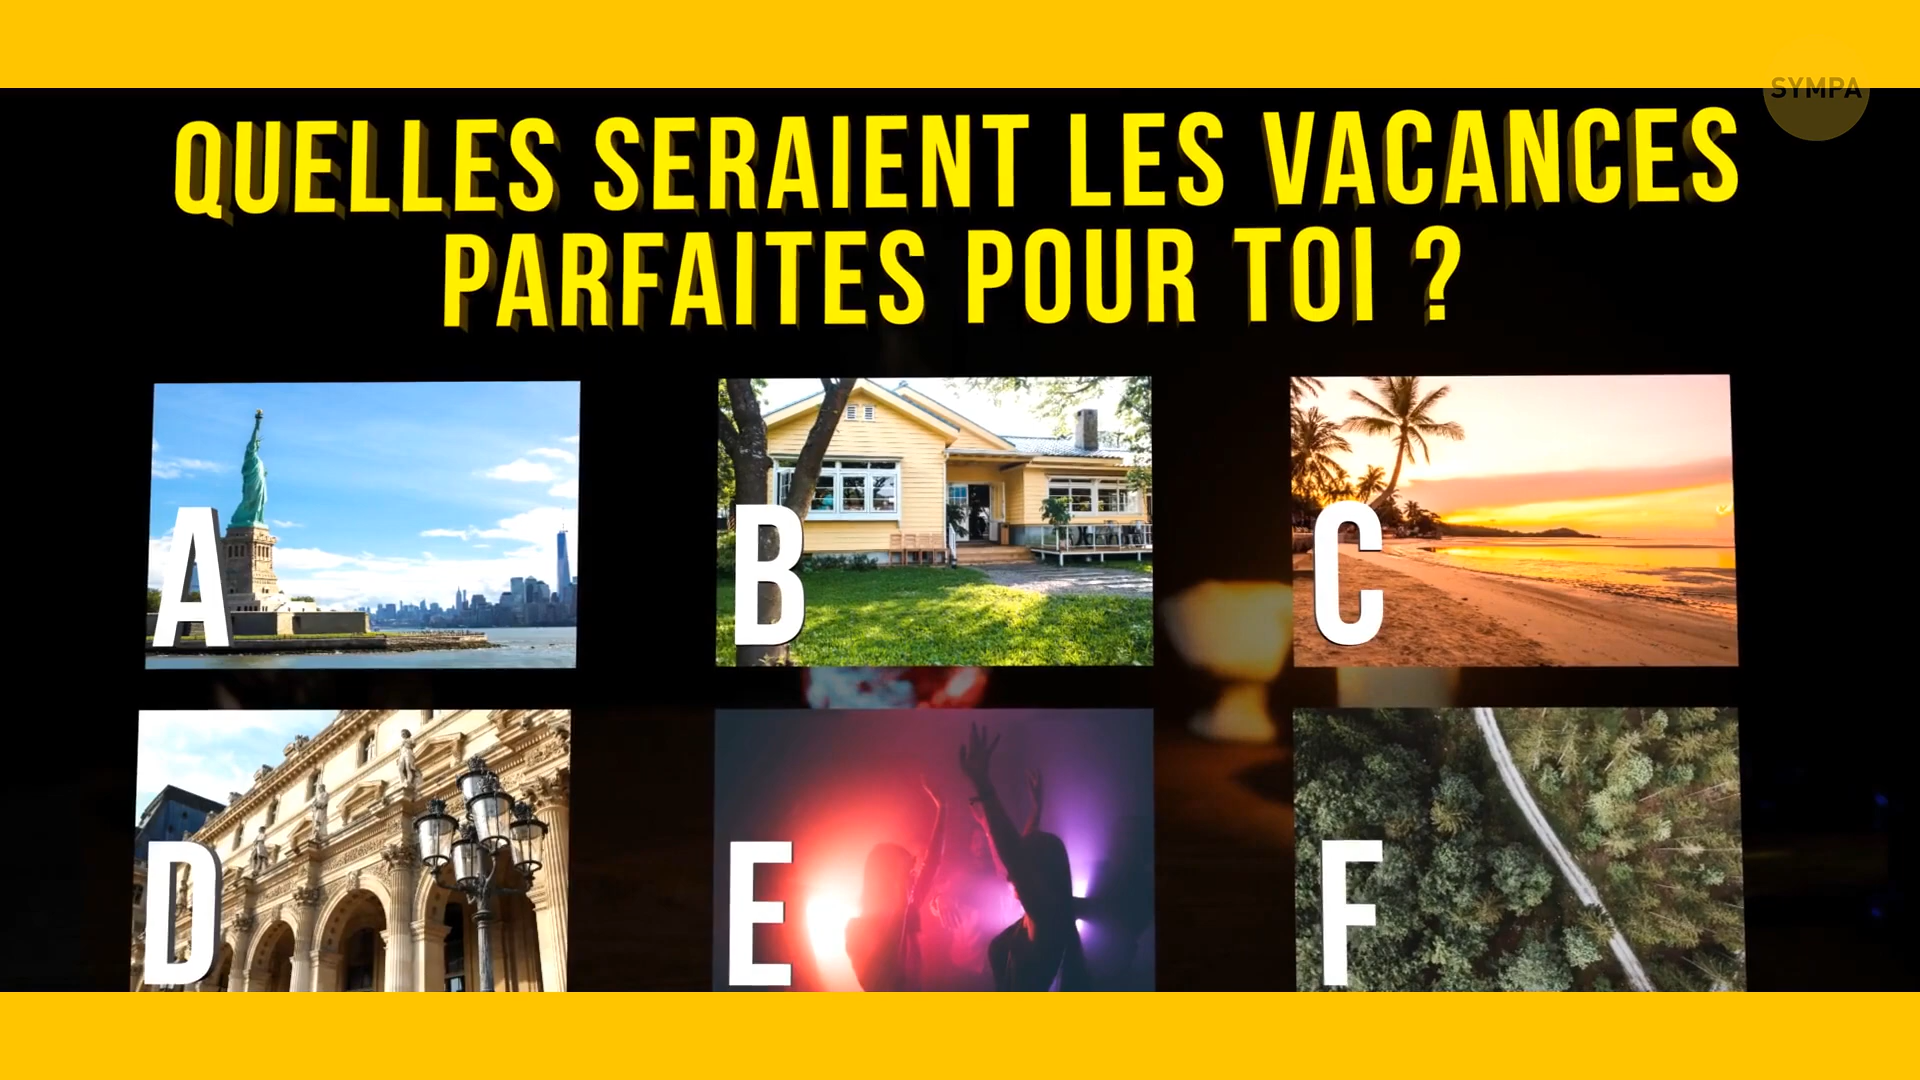 SYMPA
QUELLES SERAIENT LES VACANCES
PARFAITES POUR TOI ?
A
B
C
D
E
F